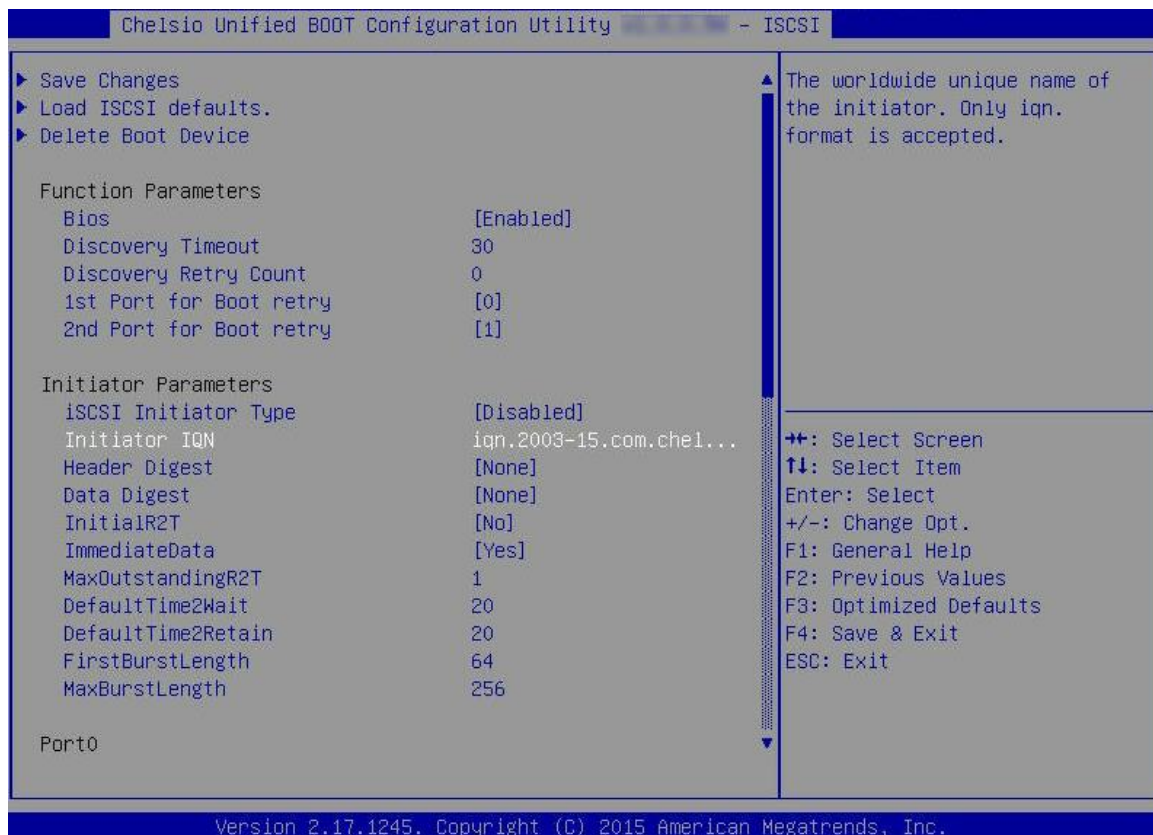 Chelsio Unified BOOT Configuration Utility - ISCSI
Save Changes
Load ISCSI defaults.
Delete Boot Device
Function Parameters
Bios [Enabled]
Discovery Timeout 30
Discovery Retry Count 0
1st Port for Boot retry [0]
2nd Port for Boot retry [1]
Initiator Parameters
iSCSI Initiator Type [Disabled]
Initiator IQN iqn.2003-15.com.chel...
Header Digest [None]
Data Digest [None]
InitialR2T [No]
ImmediateData [Yes]
MaxOutstandingR2T 1
DefaultTime2Wait 20
DefaultTime2Retain 20
FirstBurstLength 64
MaxBurstLength 256
Port0
The worldwide unique name of
the initiator. Only iqn.
format is accepted.
→←: Select Screen
↑↓: Select Item
Enter: Select
+/-: Change Opt.
F1: General Help
F2: Previous Values
F3: Optimized Defaults
F4: Save & Exit
ESC: Exit
Version 2.17.1245. Copyright (C) 2015 American Megatrends, Inc.